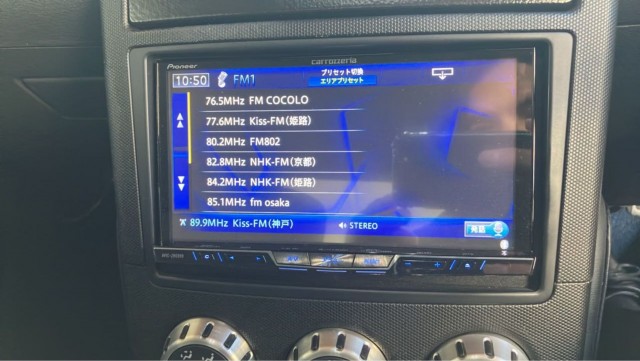 Pioneer
carrozzeria
10:50 FM1
プリセット切換
エリアプリセット
76.5MHz FM COCOLO
77.6MHz Kiss-FM(姫路)
80.2MHz FM802
82.8MHz NHK-FM(京都)
84.2MHz NHK-FM(姫路)
85.1MHz fm osaka
89.9MHz Kiss-FM(神戸) STEREO
発話